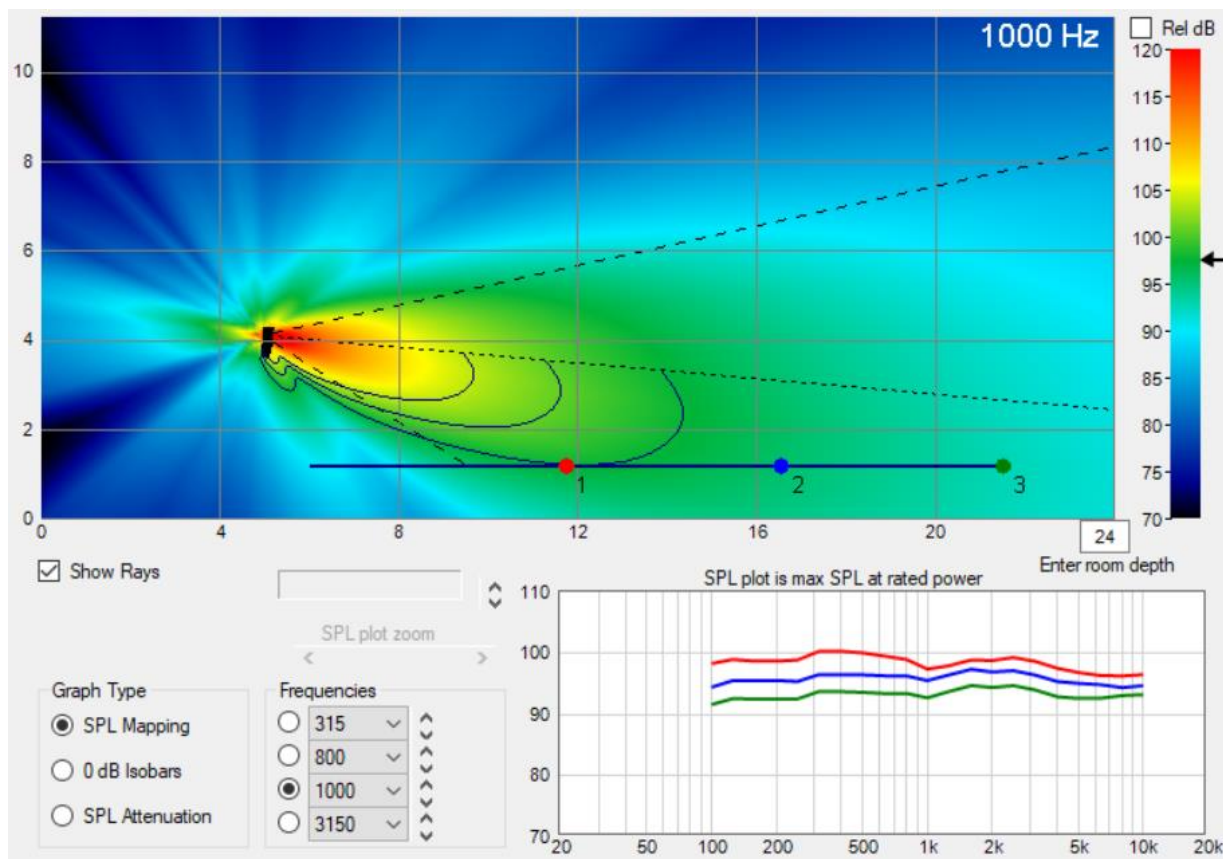 1000 Hz
Rel dB
120
115
110
105
100
95
90
85
80
75
70
10
8
6
4
2
0
1
2
3
0
4
8
12
16
20
24
Enter room depth
Show Rays
SPL plot zoom
Graph Type
SPL Mapping
0 dB Isobars
SPL Attenuation
Frequencies
315
800
1000
3150
SPL plot is max SPL at rated power
110
100
90
80
70
20
50
100
200
500
1k
2k
5k
10k
20k